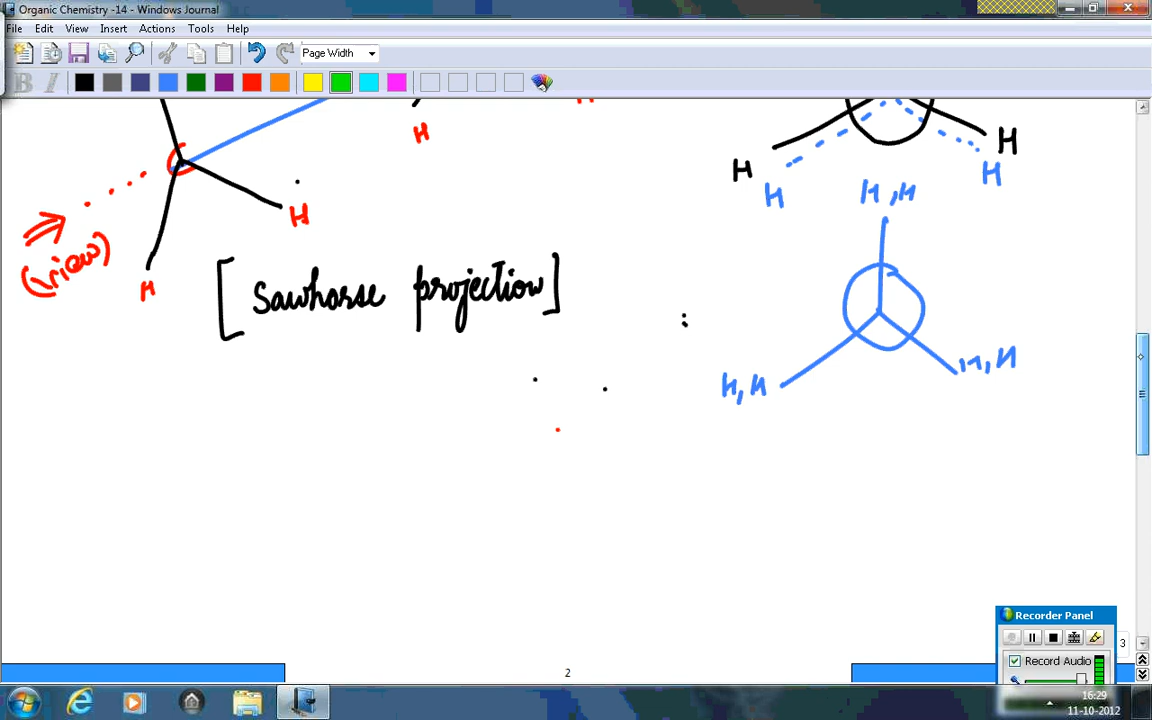 Organic Chemistry -14 - Windows Journal
File Edit View Insert Actions Tools Help
Page Width
B I
H
H
H
H
H
H
H
H , H
(view)
H
[ Sawhorse projection ]
:
H, H
H, H
2
Recorder Panel
3
Record Audio
16:29
11-10-2012